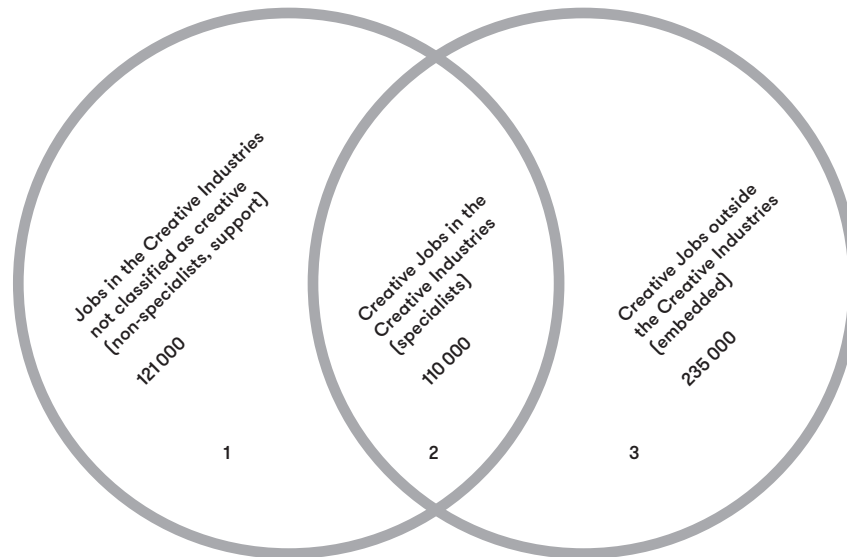 Jobs in the Creative Industries
not classified as creative
(non-specialists, support)
121 000
1
Creative Jobs in the
Creative Industries
(specialists)
110 000
2
Creative Jobs outside
the Creative Industries
(embedded)
235 000
3